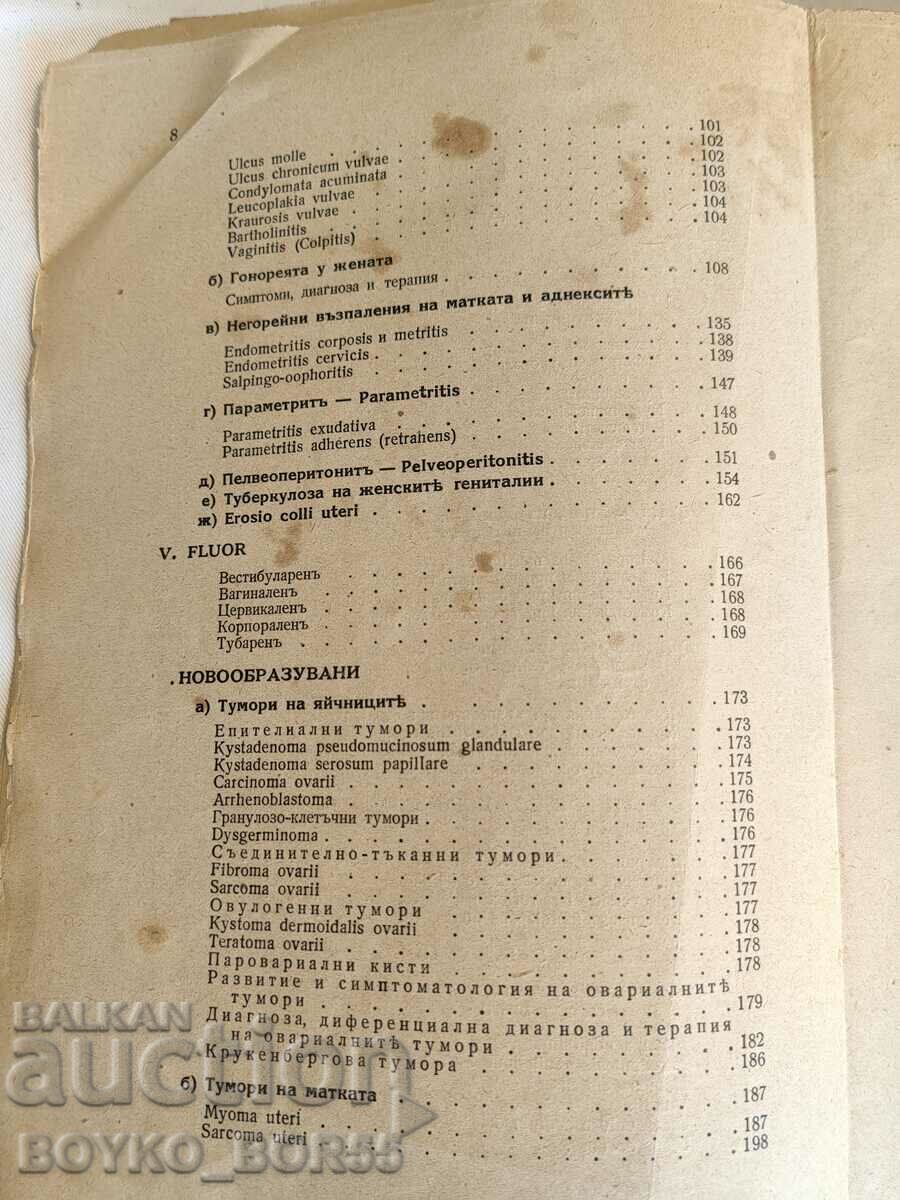 8
Ulcus molle . . . . . . . . . . 101
Ulcus chronicum vulvae . . . . . . . . . . 102
Condylomata acuminata . . . . . . . . . . 102
Leucoplakia vulvae . . . . . . . . . . 103
Kraurosis vulvae . . . . . . . . . . 103
Bartholinitis . . . . . . . . . . 104
Vaginitis (Colpitis) . . . . . . . . . . 104
б) Гонореята у жената
Симптоми, диагноза и терапия . . . . . . . . . . 108
в) Негорейни възпаления на матката и аднекситѣ
Endometritis corposis и metritis . . . . . . . . . . 135
Endometritis cervicis . . . . . . . . . . 138
Salpingo-oophoritis . . . . . . . . . . 139
г) Параметритъ — Parametritis . . . . . . . . . . 147
Parametritis exudativa . . . . . . . . . . 148
Parametritis adherens (retrahens) . . . . . . . . . . 150
д) Пелвеоперитонитъ — Pelveoperitonitis . . . . . . . . . . 151
е) Туберкулоза на женскитѣ гениталии . . . . . . . . . . 154
ж) Erosio colli uteri . . . . . . . . . . 162
V. FLUOR
Вестибуларенъ . . . . . . . . . . 166
Вагиналенъ . . . . . . . . . . 167
Цервикаленъ . . . . . . . . . . 168
Корпораленъ . . . . . . . . . . 168
Тубаренъ . . . . . . . . . . 169
. НОВООБРАЗУВАНИ
а) Тумори на яйчницитѣ . . . . . . . . . . 173
Епителиални тумори . . . . . . . . . . 173
Kystadenoma pseudomucinosum glandulare . . . . . . . . . . 173
Kystadenoma serosum papillare . . . . . . . . . . 174
Carcinoma ovarii . . . . . . . . . . 175
Arrhenoblastoma . . . . . . . . . . 176
Гранулозо-клетъчни тумори . . . . . . . . . . 176
Dysgerminoma . . . . . . . . . . 176
Съединително-тъканни тумори . . . . . . . . . . 177
Fibroma ovarii . . . . . . . . . . 177
Sarcoma ovarii . . . . . . . . . . 177
Овулогенни тумори . . . . . . . . . . 177
Kystoma dermoidalis ovarii . . . . . . . . . . 178
Teratoma ovarii . . . . . . . . . . 178
Паровариални кисти . . . . . . . . . . 178
Развитие и симптоматология на овариалнитѣ
тумори . . . . . . . . . . 179
Диагноза, диференциална диагноза и терапия
на овариалнитѣ тумори . . . . . . . . . . 182
Крукенбергова тумора . . . . . . . . . . 186
б) Тумори на матката . . . . . . . . . . 187
Myoma uteri . . . . . . . . . . 187
Sarcoma uteri . . . . . . . . . . 198
BALKAN
auction
BOYKO_BOR55